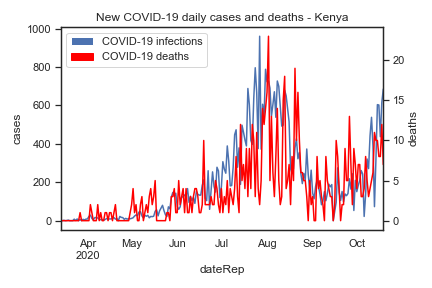 New COVID-19 daily cases and deaths - Kenya
COVID-19 infections
COVID-19 deaths
1000
800
600
400
200
0
cases
20
15
10
5
0
deaths
Apr
2020
May
Jun
Jul
Aug
Sep
Oct
dateRep